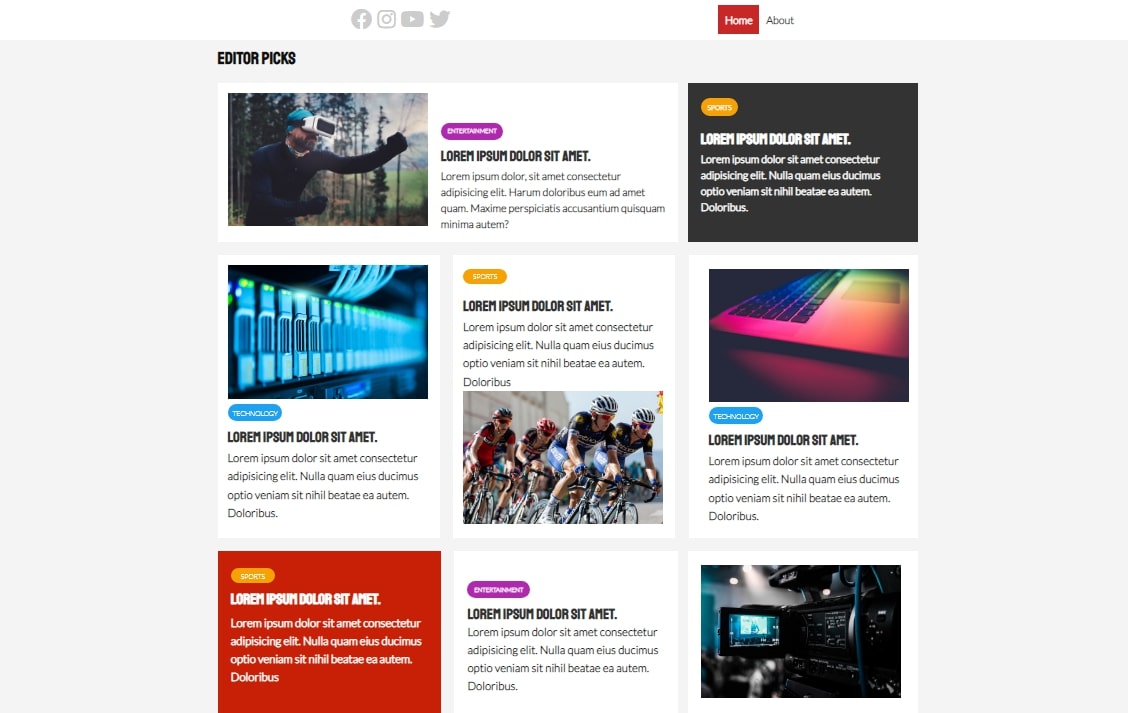 Home About
EDITOR PICKS
ENTERTAINMENT
LOREM IPSUM DOLOR SIT AMET.
Lorem ipsum dolor, sit amet consectetur
adipisicing elit. Harum doloribus eum ad amet
quam. Maxime perspiciatis accusantium quisquam
minima autem?
SPORTS
LOREM IPSUM DOLOR SIT AMET.
Lorem ipsum dolor sit amet consectetur
adipisicing elit. Nulla quam eius ducimus
optio veniam sit nihil beatae ea autem.
Doloribus.
TECHNOLOGY
LOREM IPSUM DOLOR SIT AMET.
Lorem ipsum dolor sit amet consectetur
adipisicing elit. Nulla quam eius ducimus
optio veniam sit nihil beatae ea autem.
Doloribus.
SPORTS
LOREM IPSUM DOLOR SIT AMET.
Lorem ipsum dolor sit amet consectetur
adipisicing elit. Nulla quam eius ducimus
optio veniam sit nihil beatae ea autem.
Doloribus
TECHNOLOGY
LOREM IPSUM DOLOR SIT AMET.
Lorem ipsum dolor sit amet consectetur
adipisicing elit. Nulla quam eius ducimus
optio veniam sit nihil beatae ea autem.
Doloribus.
SPORTS
LOREM IPSUM DOLOR SIT AMET.
Lorem ipsum dolor sit amet consectetur
adipisicing elit. Nulla quam eius ducimus
optio veniam sit nihil beatae ea autem.
Doloribus
ENTERTAINMENT
LOREM IPSUM DOLOR SIT AMET.
Lorem ipsum dolor sit amet consectetur
adipisicing elit. Nulla quam eius ducimus
optio veniam sit nihil beatae ea autem.
Doloribus.